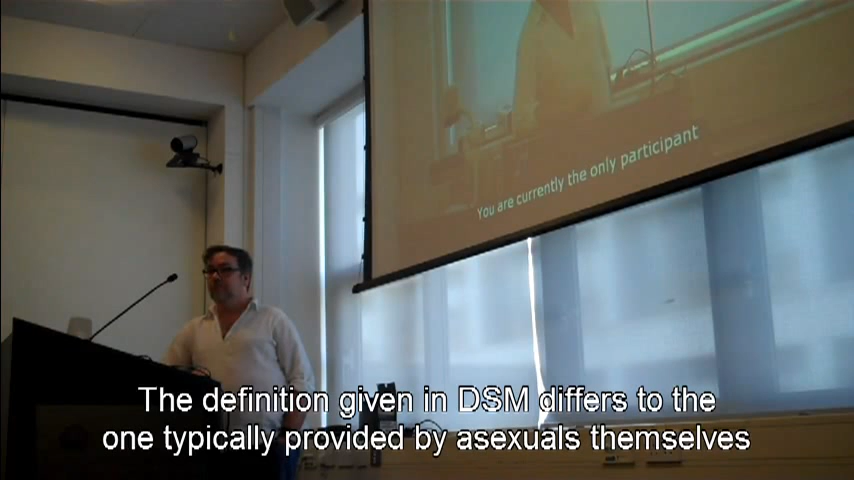 You are currently the only participant
The definition given in DSM differs to the
one typically provided by asexuals themselves